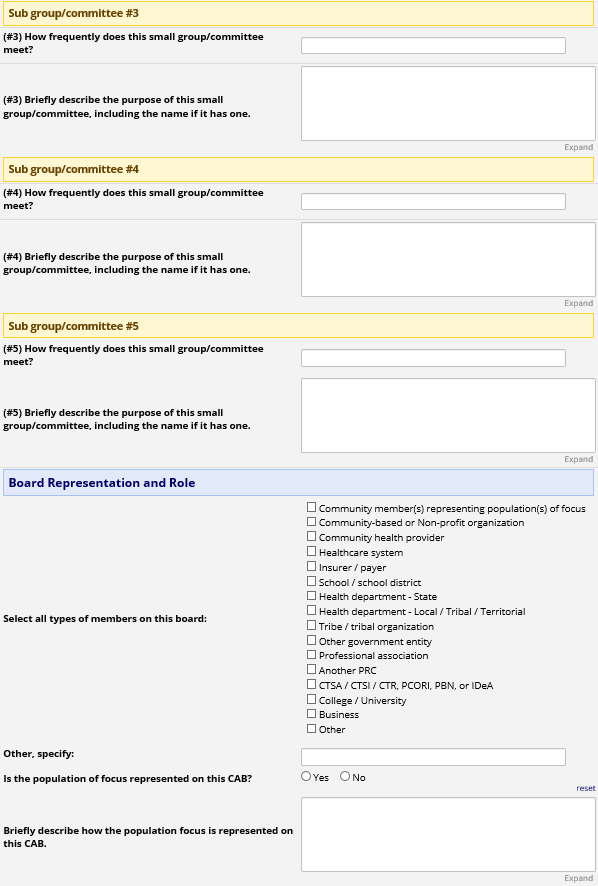 Sub group/committee #3
(#3) How frequently does this small group/committee
meet?
(#3) Briefly describe the purpose of this small
group/committee, including the name if it has one.
Expand
Sub group/committee #4
(#4) How frequently does this small group/committee
meet?
(#4) Briefly describe the purpose of this small
group/committee, including the name if it has one.
Expand
Sub group/committee #5
(#5) How frequently does this small group/committee
meet?
(#5) Briefly describe the purpose of this small
group/committee, including the name if it has one.
Expand
Board Representation and Role
Select all types of members on this board:
Community member(s) representing population(s) of focus
Community-based or Non-profit organization
Community health provider
Healthcare system
Insurer / payer
School / school district
Health department - State
Health department - Local / Tribal / Territorial
Tribe / tribal organization
Other government entity
Professional association
Another PRC
CTSA / CTSI / CTR, PCORI, PBN, or IDeA
College / University
Business
Other
Other, specify:
Is the population of focus represented on this CAB? Yes No
reset
Briefly describe how the population focus is represented on
this CAB.
Expand